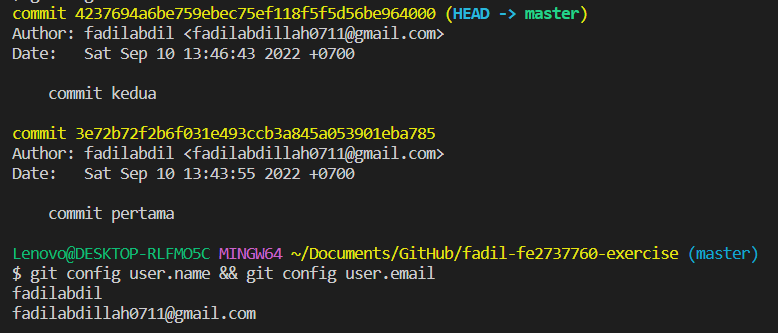 commit 4237694a6be759ebec75ef118f5f5d56be964000 (HEAD -> master)
Author: fadilabdil <fadilabdillah0711@gmail.com>
Date:   Sat Sep 10 13:46:43 2022 +0700
    commit kedua
commit 3e72b72f2b6f031e493ccb3a845a053901eba785
Author: fadilabdil <fadilabdillah0711@gmail.com>
Date:   Sat Sep 10 13:43:55 2022 +0700
    commit pertama
Lenovo@DESKTOP-RLFMO5C MINGW64 ~/Documents/GitHub/fadil-fe2737760-exercise (master)
$ git config user.name && git config user.email
fadilabdil
fadilabdillah0711@gmail.com